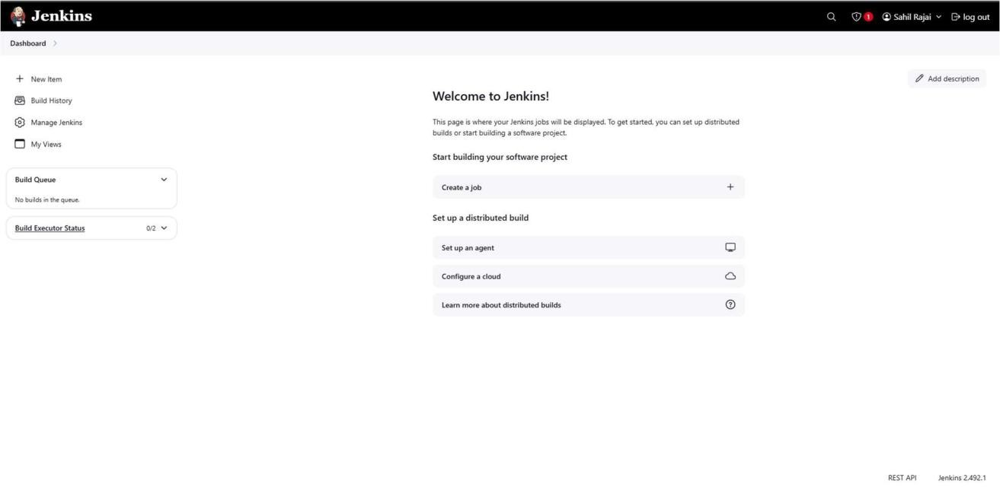 Jenkins
1
Sahil Rajai
log out
Dashboard
New Item
Build History
Manage Jenkins
My Views
Build Queue
No builds in the queue.
Build Executor Status 0/2
Add description
Welcome to Jenkins!
This page is where your Jenkins jobs will be displayed. To get started, you can set up distributed
builds or start building a software project.
Start building your software project
Create a job
Set up a distributed build
Set up an agent
Configure a cloud
Learn more about distributed builds
REST API
Jenkins 2.492.1